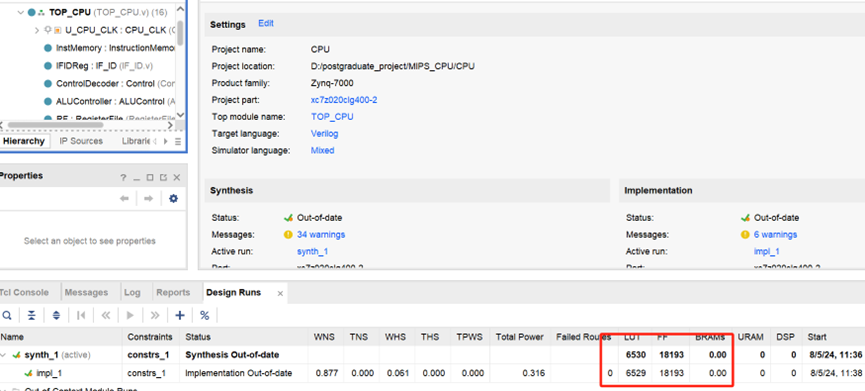 TOP_CPU (TOP_CPU.v) (16)
U_CPU_CLK : CPU_CLK
InstMemory : InstructionMemo
IFIDReg : IF_ID (IF_ID.v)
ControlDecoder : Control (Cor
ALUController : ALUControl (A
RF : RegisterFile (RegisterFil
Hierarchy IP Sources Librarie
Properties
Select an object to see properties
Settings Edit
Project name: CPU
Project location: D:/postgraduate_project/MIPS_CPU/CPU
Product family: Zynq-7000
Project part: xc7z020clg400-2
Top module name: TOP_CPU
Target language: Verilog
Simulator language: Mixed
Synthesis
Status: Out-of-date
Messages: 34 warnings
Active run: synth_1
Part: xc7z020clg400-2
Implementation
Status: Out-of-date
Messages: 6 warnings
Active run: impl_1
Part: xc7z020clg400-2
Tcl Console Messages Log Reports Design Runs
Name Constraints Status WNS TNS WHS THS TPWS Total Power Failed Routes LUT FF BRAMs URAM DSP Start
synth_1 (active) constrs_1 Synthesis Out-of-date 6530 18193 0.00 0 0 8/5/24, 11:36
impl_1 constrs_1 Implementation Out-of-date 0.877 0.000 0.061 0.000 0.000 0.316 0 6529 18193 0.00 0 0 8/5/24, 11:38
Out-of-Context Module Runs